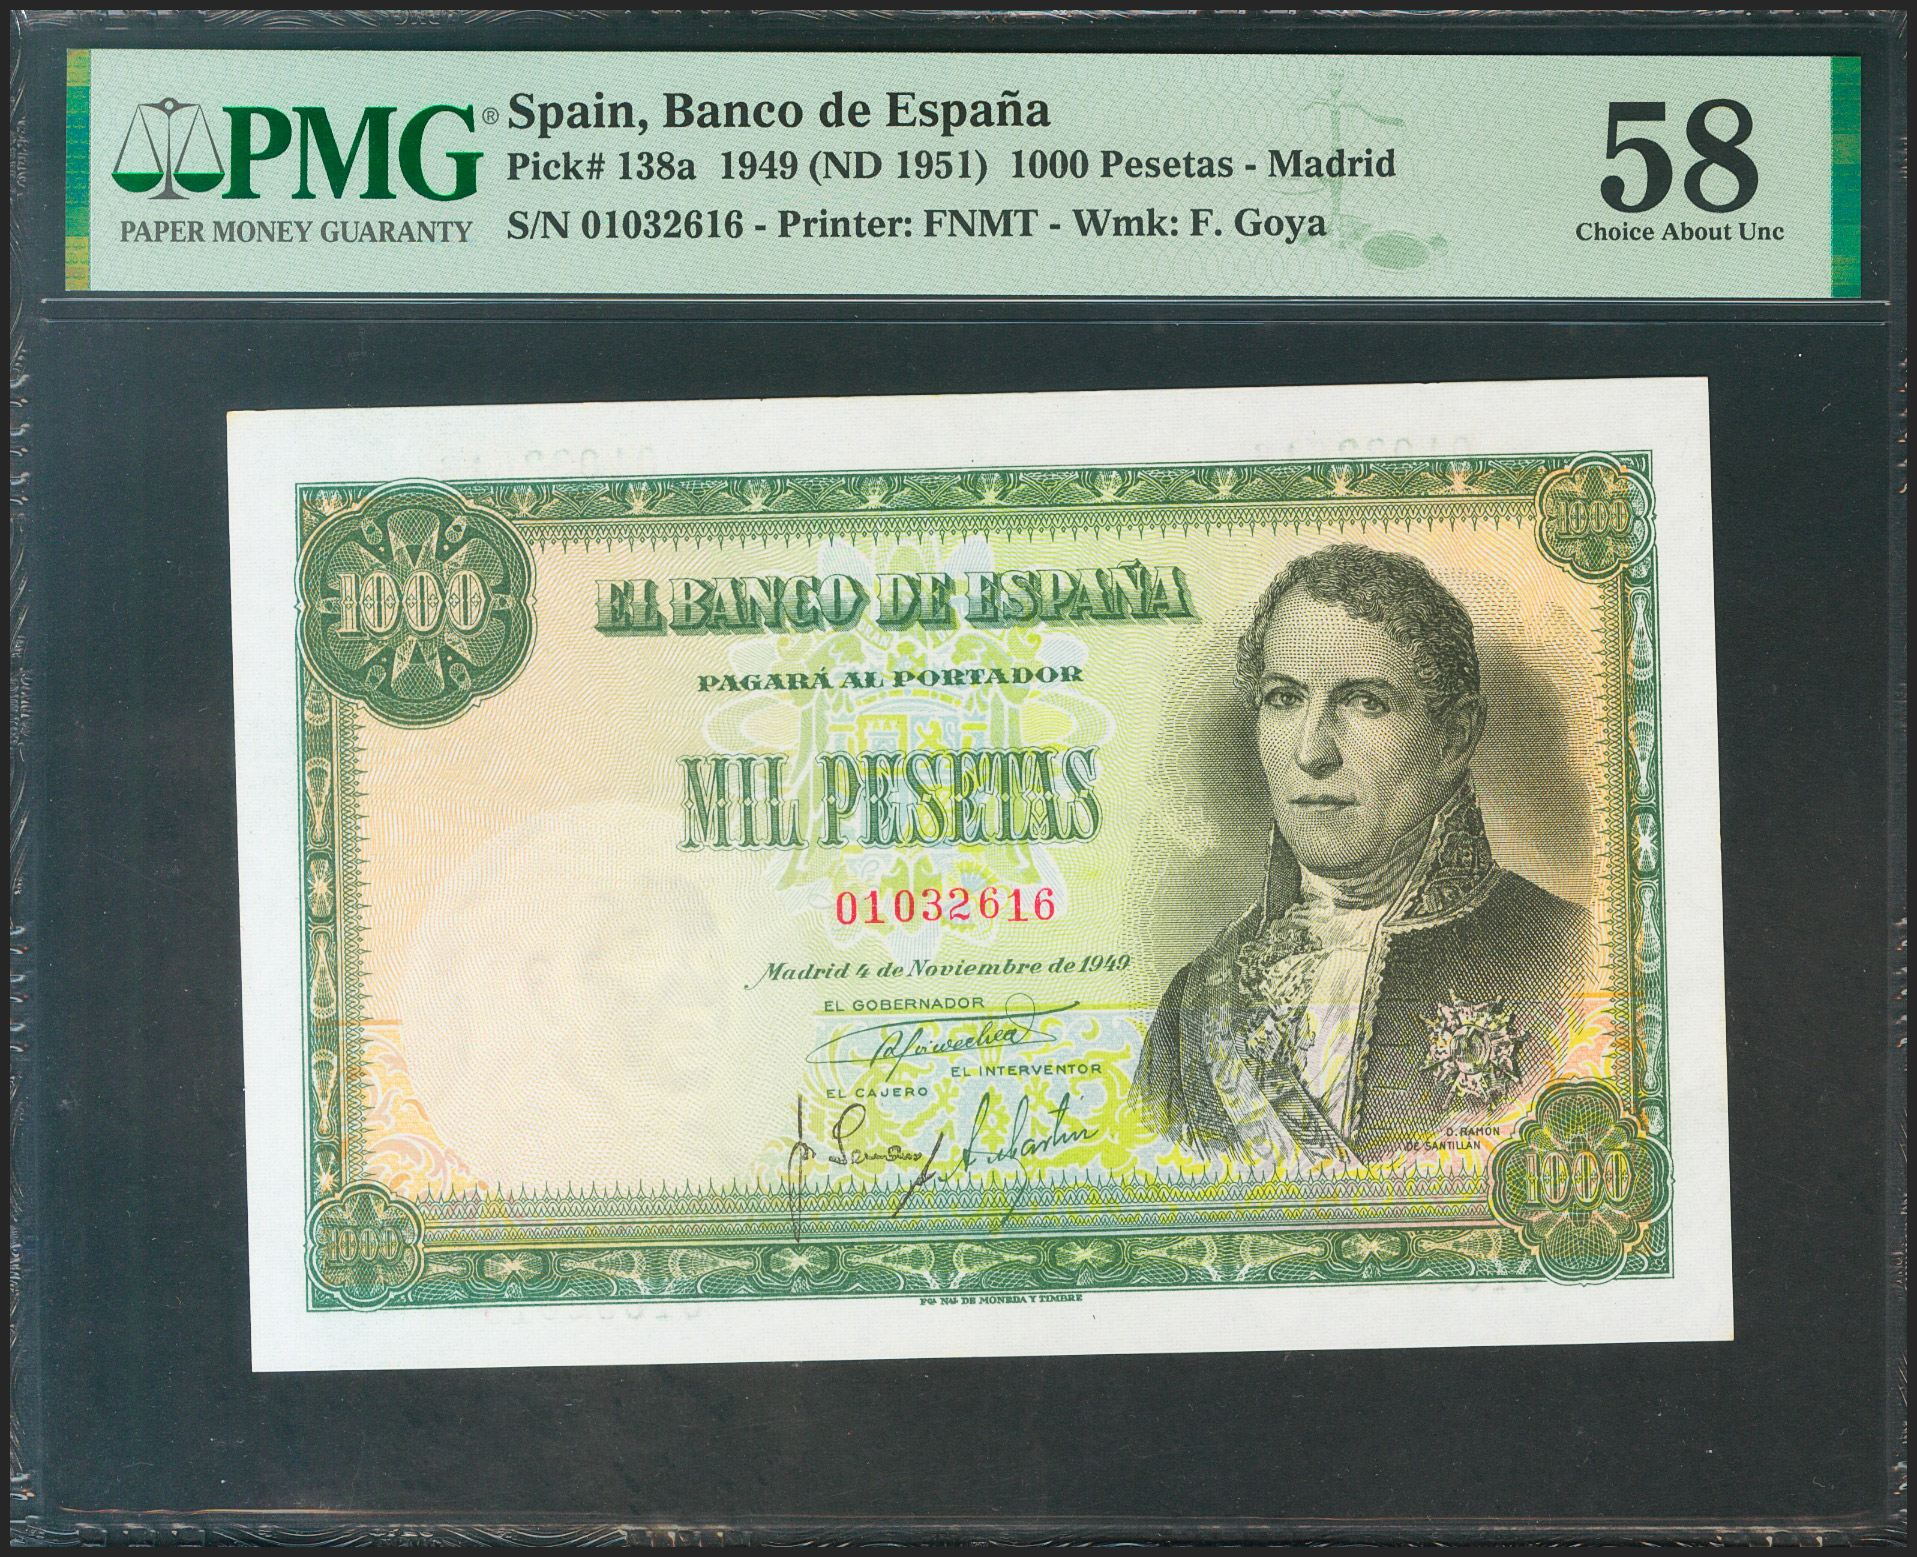 PMG®
PAPER MONEY GUARANTY
Spain, Banco de España
Pick# 138a 1949 (ND 1951) 1000 Pesetas - Madrid
S/N 01032616 - Printer: FNMT - Wmk: F. Goya
58
Choice About Unc
1000
1000
EL BANCO DE ESPAÑA
PAGARÁ AL PORTADOR
MIL PESETAS
01032616
Madrid 4 de Noviembre de 1949
EL GOBERNADOR
EL INTERVENTOR
EL CAJERO
D. RAMON
DE SANTILLÁN
1000
1000
FCA NAL DE MONEDA Y TIMBRE